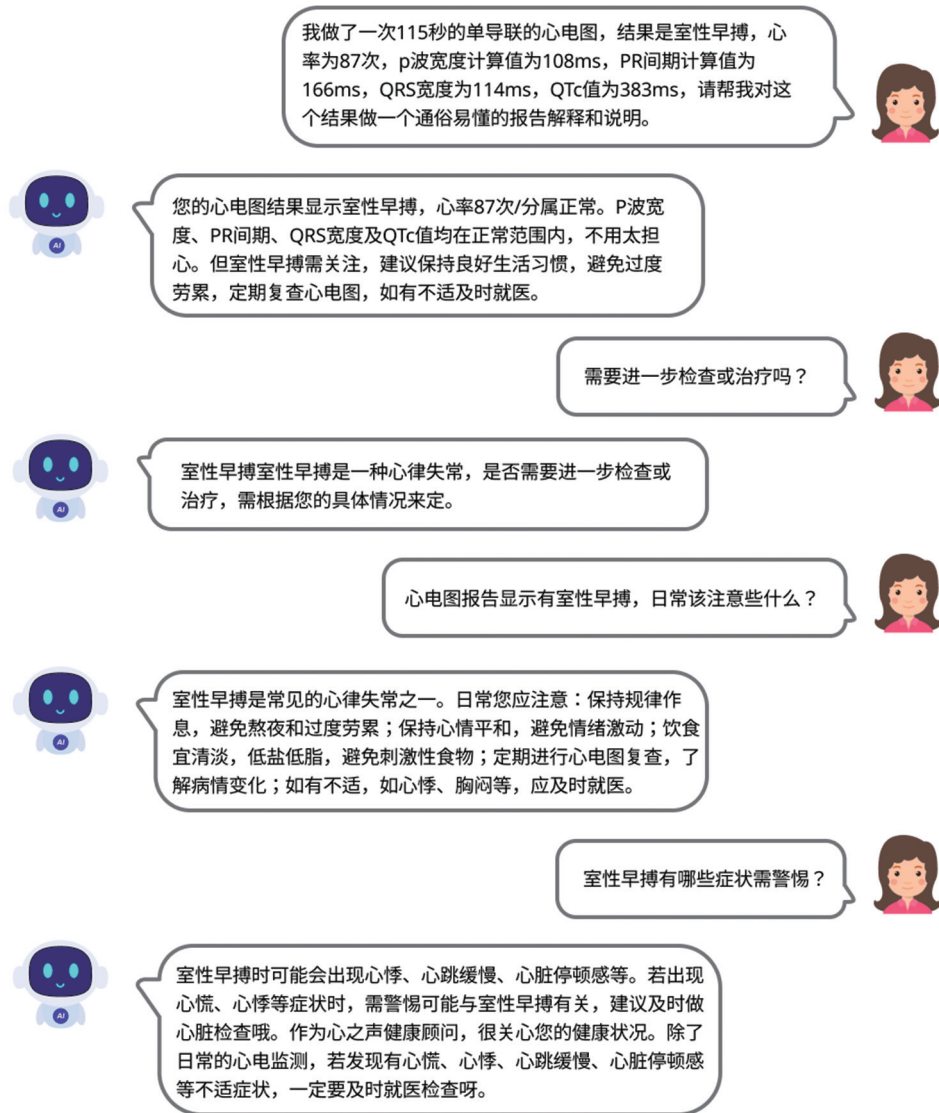 我做了一次115秒的单导联的心电图，结果是室性早搏，心
率为87次，p波宽度计算值为108ms，PR间期计算值为
166ms，QRS宽度为114ms，QTc值为383ms，请帮我对这
个结果做一个通俗易懂的报告解释和说明。
您的心电图结果显示室性早搏，心率87次/分属正常。P波宽
度、PR间期、QRS宽度及QTc值均在正常范围内，不用太担
心。但室性早搏需关注，建议保持良好生活习惯，避免过度
劳累，定期复查心电图，如有不适及时就医。
AI
需要进一步检查或治疗吗？
室性早搏室性早搏是一种心律失常，是否需要进一步检查或
治疗，需根据您的具体情况来定。
AI
心电图报告显示有室性早搏，日常该注意些什么？
室性早搏是常见的心律失常之一。日常您应注意：保持规律作
息，避免熬夜和过度劳累；保持心情平和，避免情绪激动；饮食
宜清淡，低盐低脂，避免刺激性食物；定期进行心电图复查，了
解病情变化；如有不适，如心悸、胸闷等，应及时就医。
AI
室性早搏有哪些症状需警惕？
室性早搏时可能会出现心悸、心跳缓慢、心脏停顿感等。若出现
心慌、心悸等症状时，需警惕可能与室性早搏有关，建议及时做
心脏检查哦。作为心之声健康顾问，很关心您的健康状况。除了
日常的心电监测，若发现有心慌、心悸、心跳缓慢、心脏停顿感
等不适症状，一定要及时就医检查呀。
AI